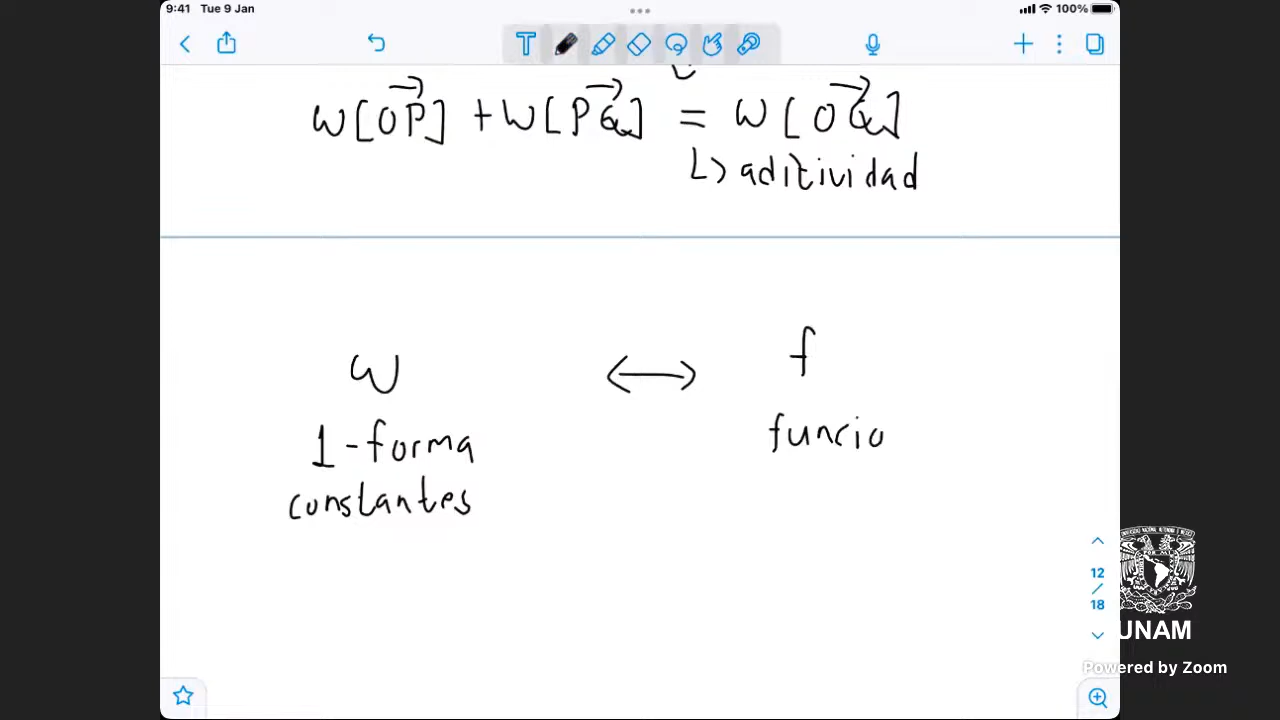 9:41 Tue 9 Jan
100%
w[OP] + w[PQ] = w[OQ]
↳ aditividad
w ↔ f
1-forma funcio
constantes
12
/
18
UNAM
Powered by Zoom